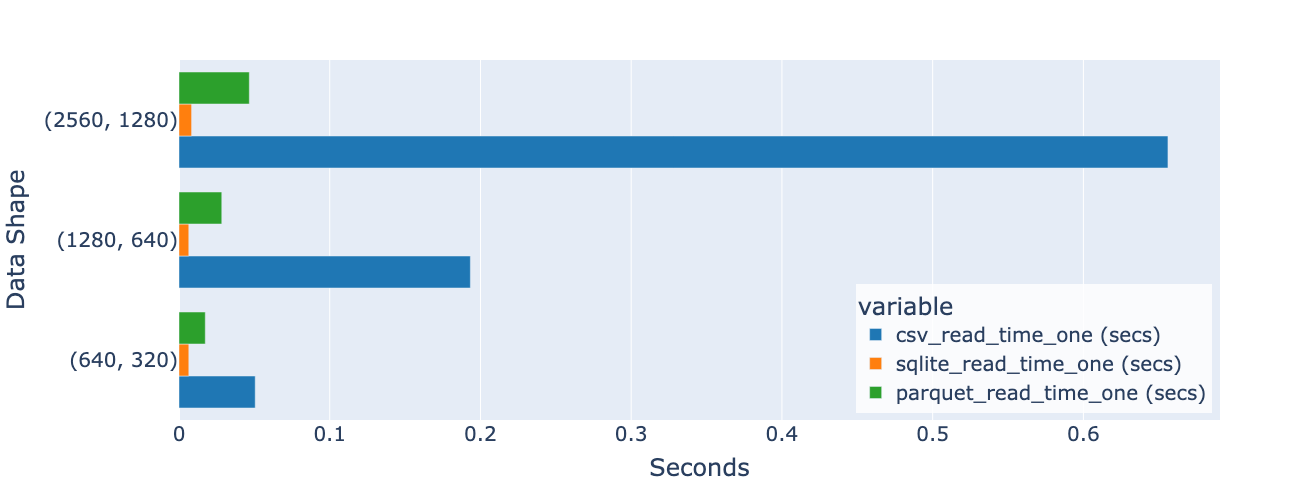 (2560, 1280)
(1280, 640)
(640, 320)
Data Shape
variable
csv_read_time_one (secs)
sqlite_read_time_one (secs)
parquet_read_time_one (secs)
0 0.1 0.2 0.3 0.4 0.5 0.6
Seconds